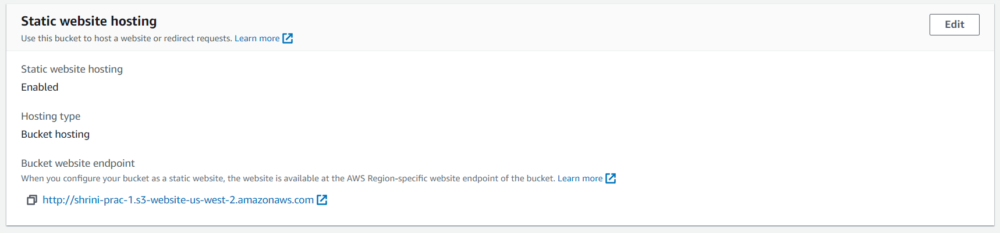 Static website hosting
Edit
Use this bucket to host a website or redirect requests. Learn more
Static website hosting
Enabled
Hosting type
Bucket hosting
Bucket website endpoint
When you configure your bucket as a static website, the website is available at the AWS Region-specific website endpoint of the bucket. Learn more
http://shrini-prac-1.s3-website-us-west-2.amazonaws.com